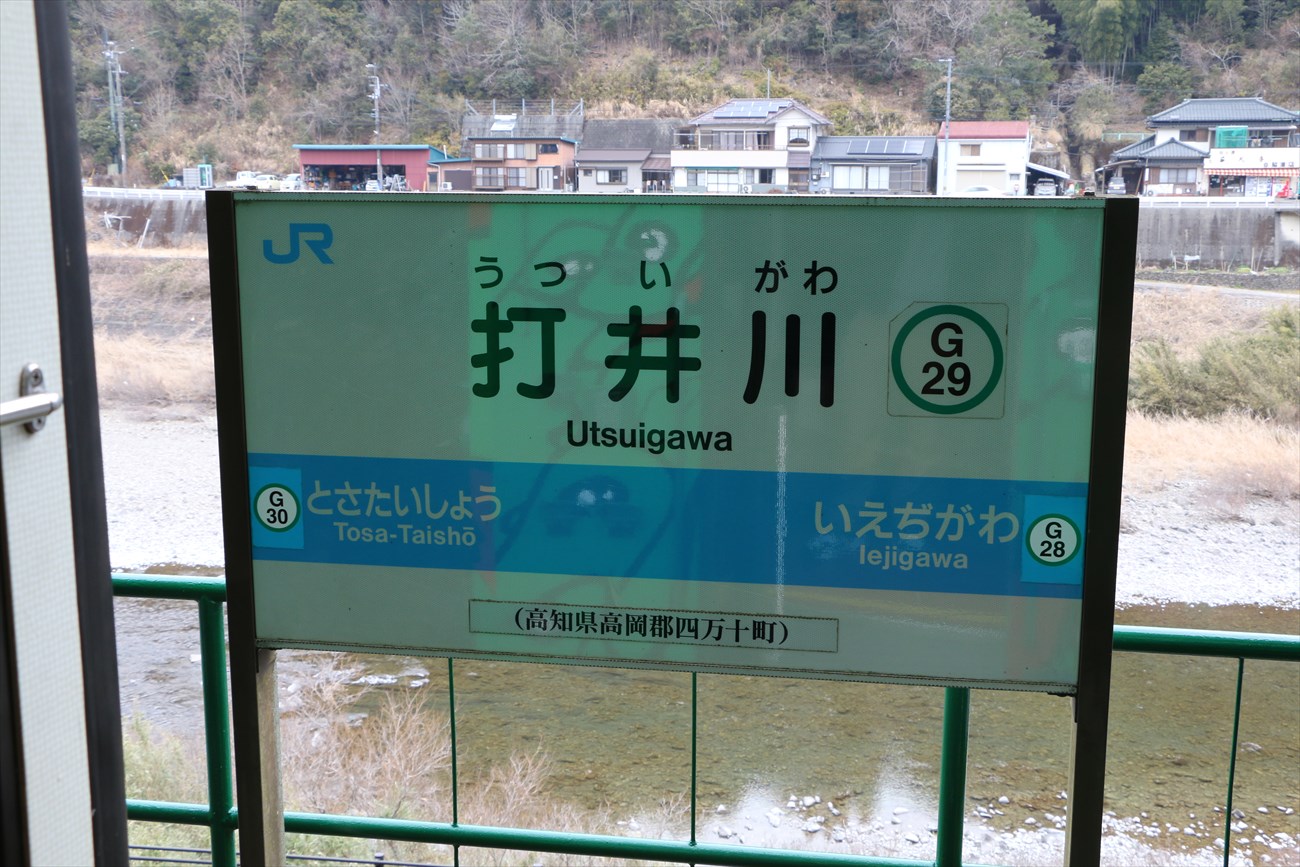 JR
うつ い がわ
打井川
G
29
Utsuigawa
G
30
とさたいしょう
Tosa-Taishō
いえぢがわ
Iejigawa
G
28
(高知県高岡郡四万十町)